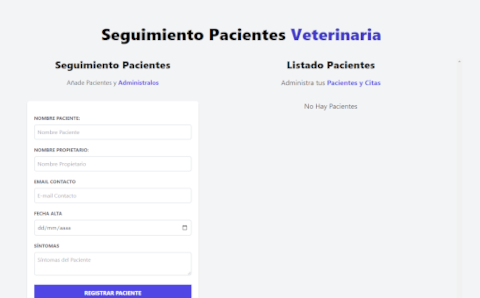 Seguimiento Pacientes Veterinaria
Seguimiento Pacientes
Añade Pacientes y Administralos
NOMBRE PACIENTE:
Nombre Paciente
NOMBRE PROPIETARIO:
Nombre Propietario
EMAIL CONTACTO
E-mail Contacto
FECHA ALTA
dd/mm/aaaa
SÍNTOMAS
Síntomas del Paciente
REGISTRAR PACIENTE
Listado Pacientes
Administra tus Pacientes y Citas
No Hay Pacientes